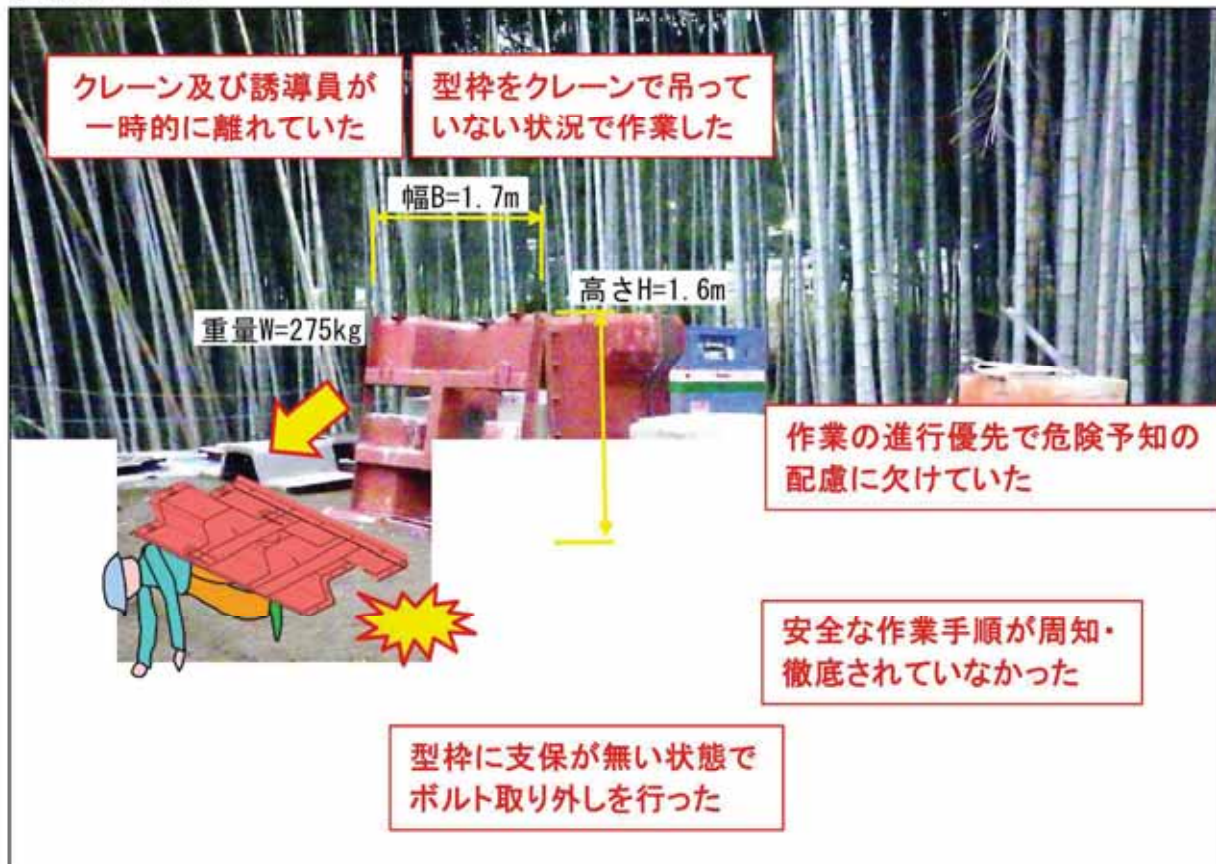 クレーン及び誘導員が
一時的に離れていた
型枠をクレーンで吊って
いない状況で作業した
幅B=1.7m
高さH=1.6m
重量W=275kg
作業の進行優先で危険予知の
配慮に欠けていた
安全な作業手順が周知・
徹底されていなかった
型枠に支保が無い状態で
ボルト取り外しを行った